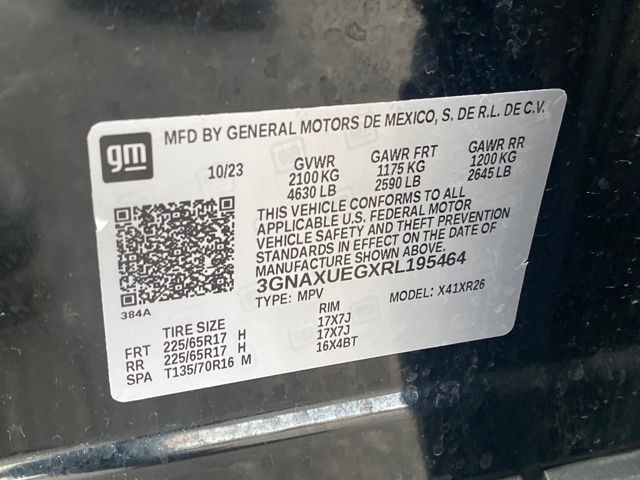 gm
MFD BY GENERAL MOTORS DE MEXICO, S. DE R.L. DE C.V.
10/23 GVWR GAWR FRT GAWR RR
2100 KG 1175 KG 1200 KG
4630 LB 2590 LB 2645 LB
THIS VEHICLE CONFORMS TO ALL
APPLICABLE U.S. FEDERAL MOTOR
VEHICLE SAFETY AND THEFT PREVENTION
STANDARDS IN EFFECT ON THE DATE OF
MANUFACTURE SHOWN ABOVE.
3GNAXUEGXRL195464
TYPE: MPV MODEL: X41XR26
384A
TIRE SIZE RIM
FRT 225/65R17 H 17X7J
RR 225/65R17 H 17X7J
SPA T135/70R16 M 16X4BT